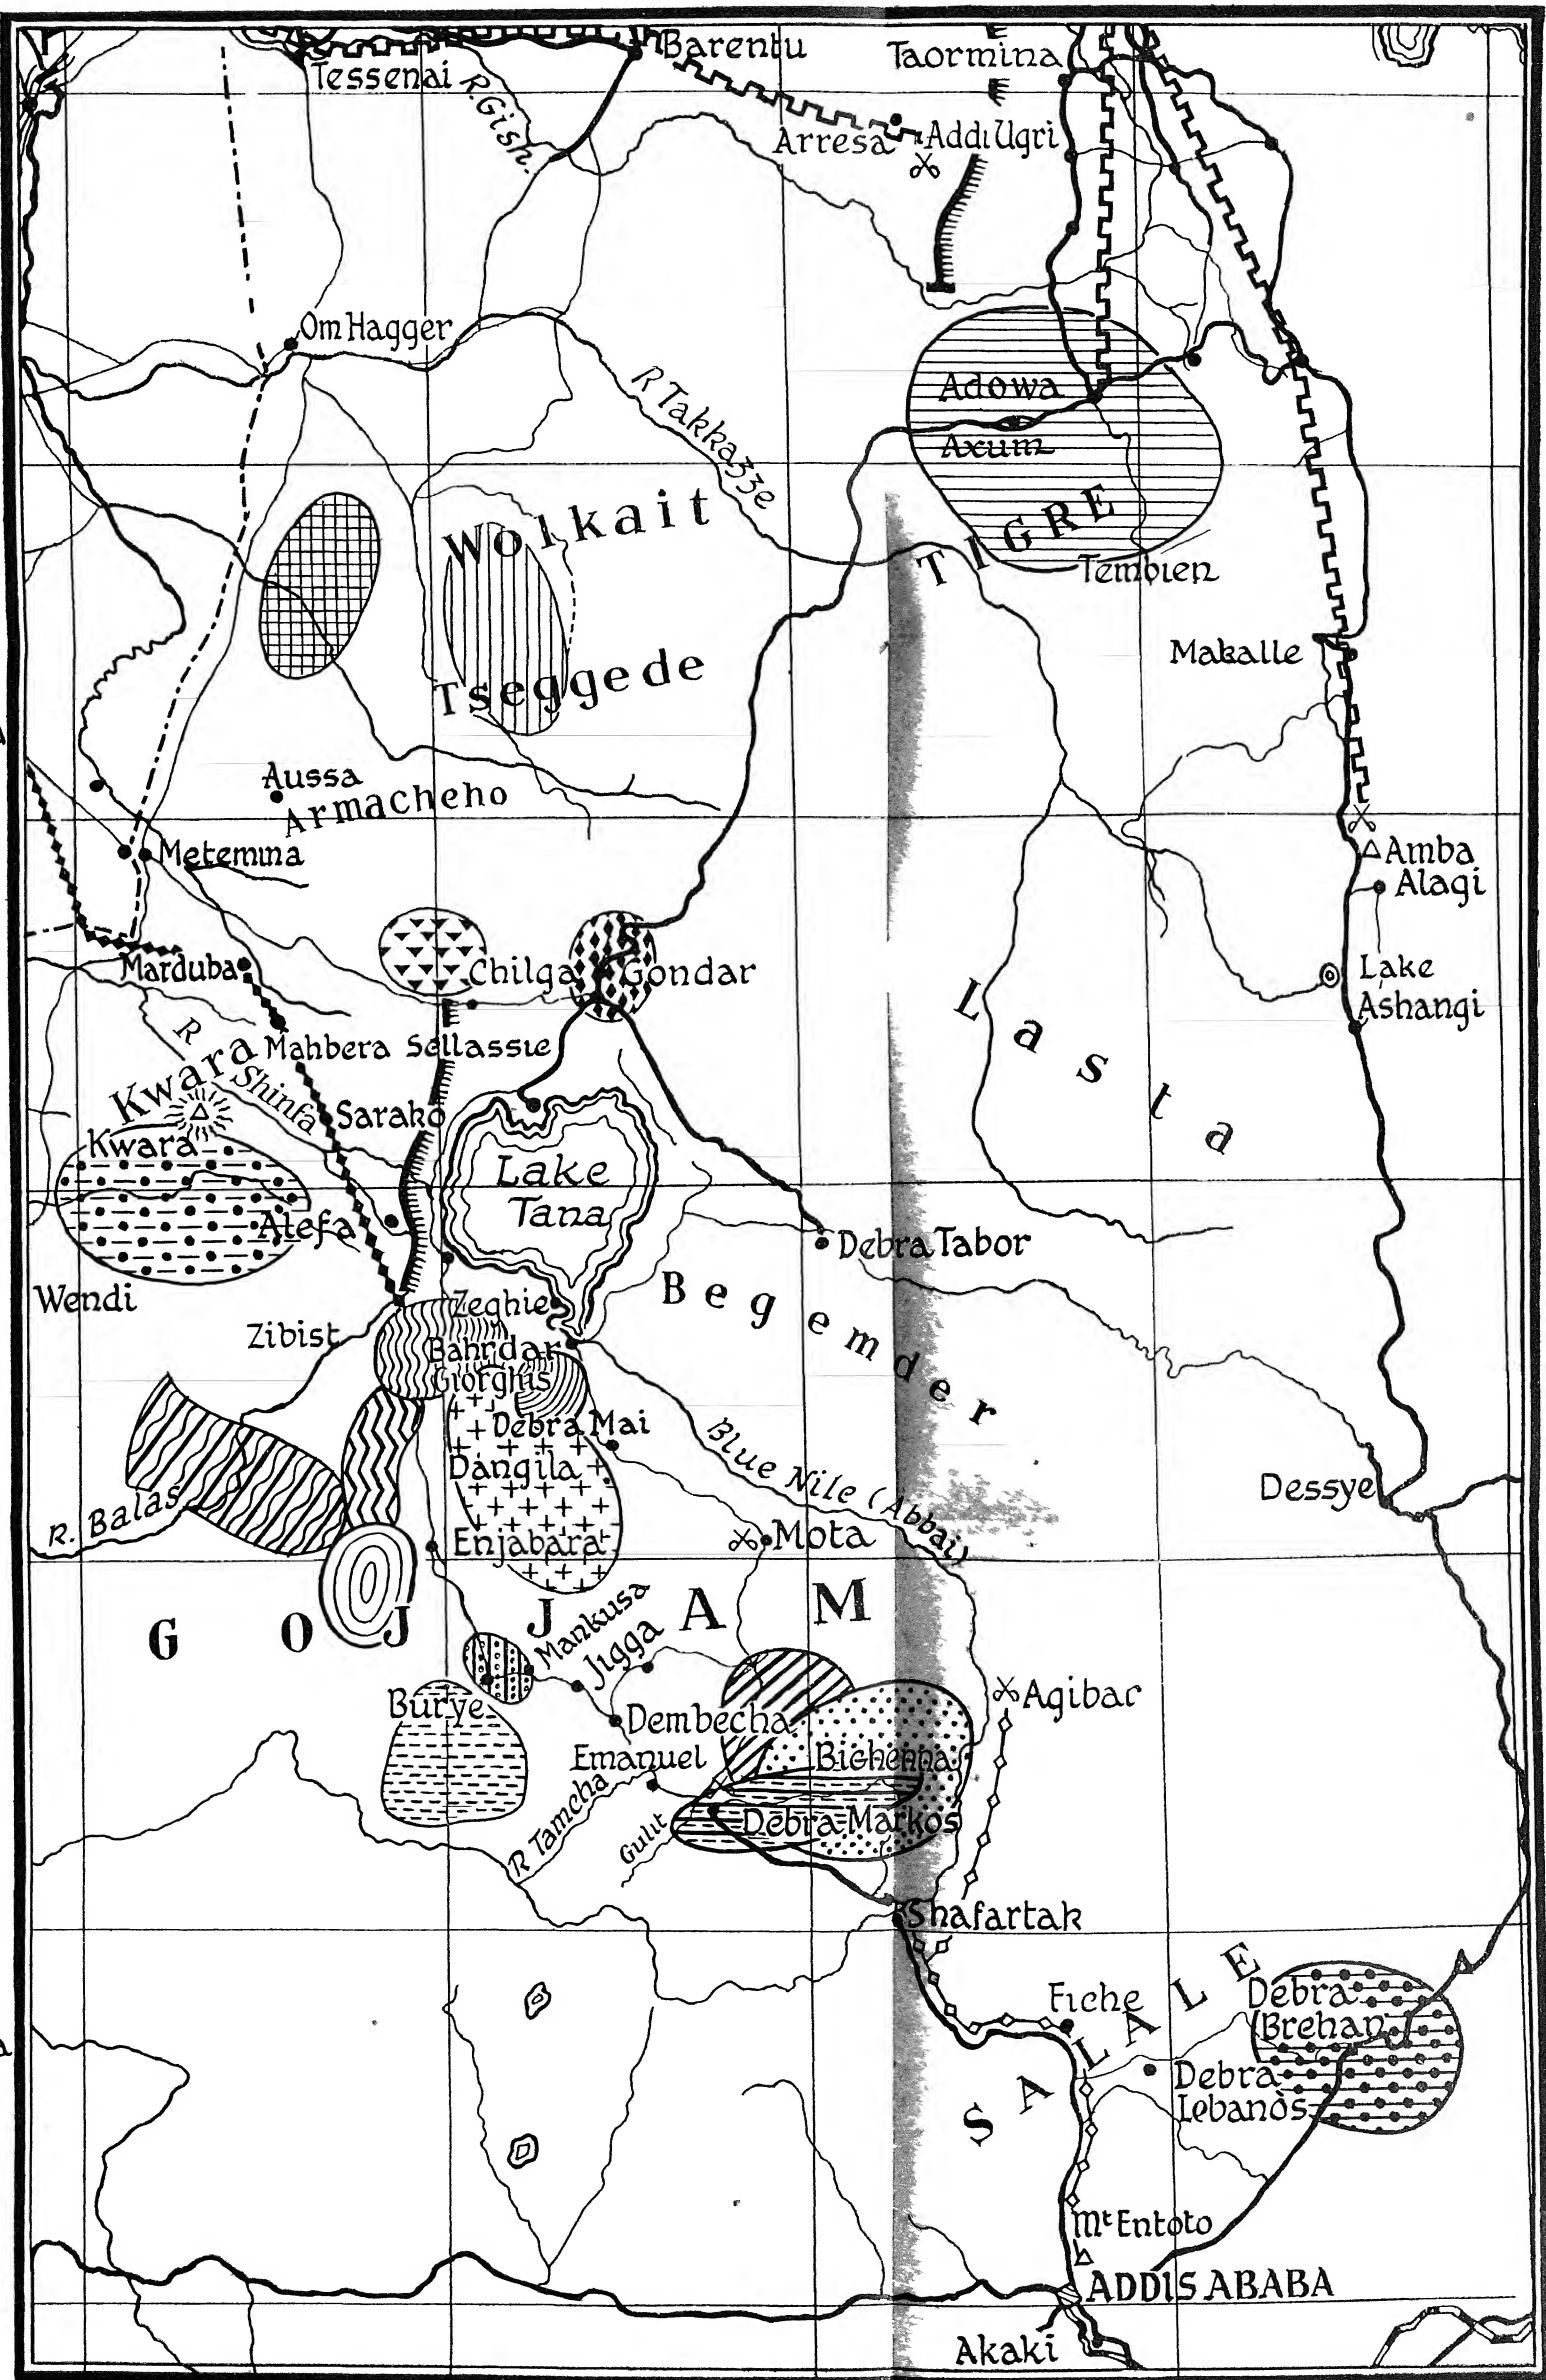 Barentu
Taormina
Tessenai
R.Gish.
Arresa
Addi Ugri
Om Hagger
R Takkazze
Adowa
Axum
Wolkait
TIGRE
Tembien
Makalle
Tseggede
Aussa
Armacheho
Metemma
Amba
Alagi
Marduba
Chilga
Gondar
Lake
Ashangi
Lasta
R
Shinfa
Mahbera Sellassie
Kwara
Sarako
Kwara
Lake
Tana
Atefa
Debra Tabor
Wendi
Zeghie
Begemder
Zibist
Bahrdar
Giorghis
Debra Mai
Dangila
Blue Nile (Abbai)
Dessye
R. Balas
Enjabara
Mota
GOJJAM
Mankusa
Jigga
Burye
Agibar
Dembecha
Emanuel
Bichenna
R Tamcha
Gulit
Debra Markos
Shafartak
SALALE
Fiche
Debra
Brehan
Debra
Lebanos
Mt Entoto
ADDIS ABABA
Akaki